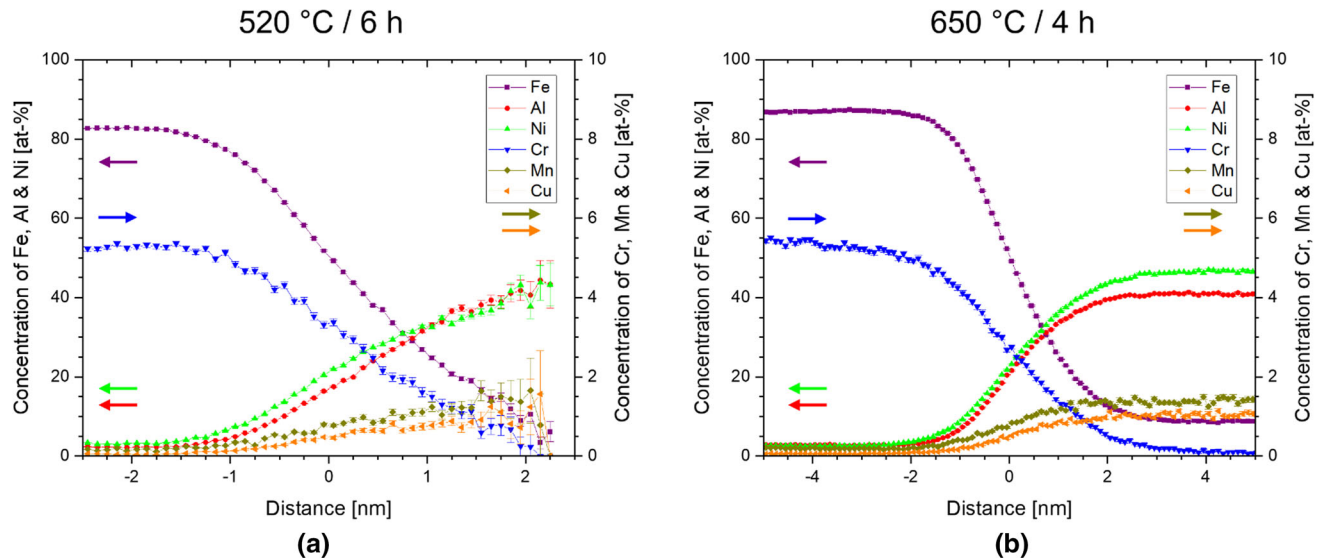 520 °C / 6 h
100
80
60
40
20
0
10
8
6
4
2
0
Concentration of Fe, Al & Ni [at-%]
Concentration of Cr, Mn & Cu [at-%]
Fe
Al
Ni
Cr
Mn
Cu
-2
-1
0
1
2
Distance [nm]
(a)
650 °C / 4 h
100
80
60
40
20
0
10
8
6
4
2
0
Concentration of Fe, Al & Ni [at-%]
Concentration of Cr, Mn & Cu [at-%]
Fe
Al
Ni
Cr
Mn
Cu
-4
-2
0
2
4
Distance [nm]
(b)